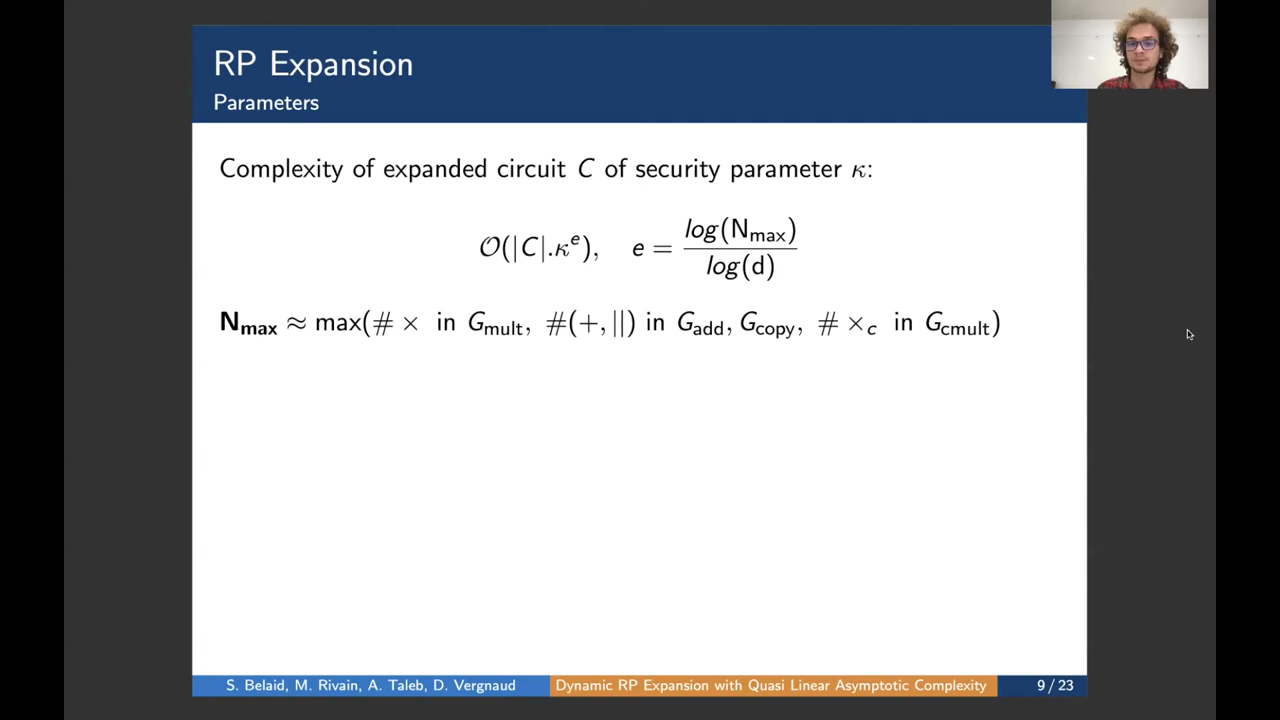 RP Expansion
Parameters
Complexity of expanded circuit C of security parameter κ:
𝒪(|C|.κ^e), e = log(N_max) / log(d)
N_max ≈ max(# × in G_mult, #(+, ||) in G_add, G_copy, # ×_c in G_cmult)
S. Belaid, M. Rivain, A. Taleb, D. Vergnaud
Dynamic RP Expansion with Quasi Linear Asymptotic Complexity
9 / 23